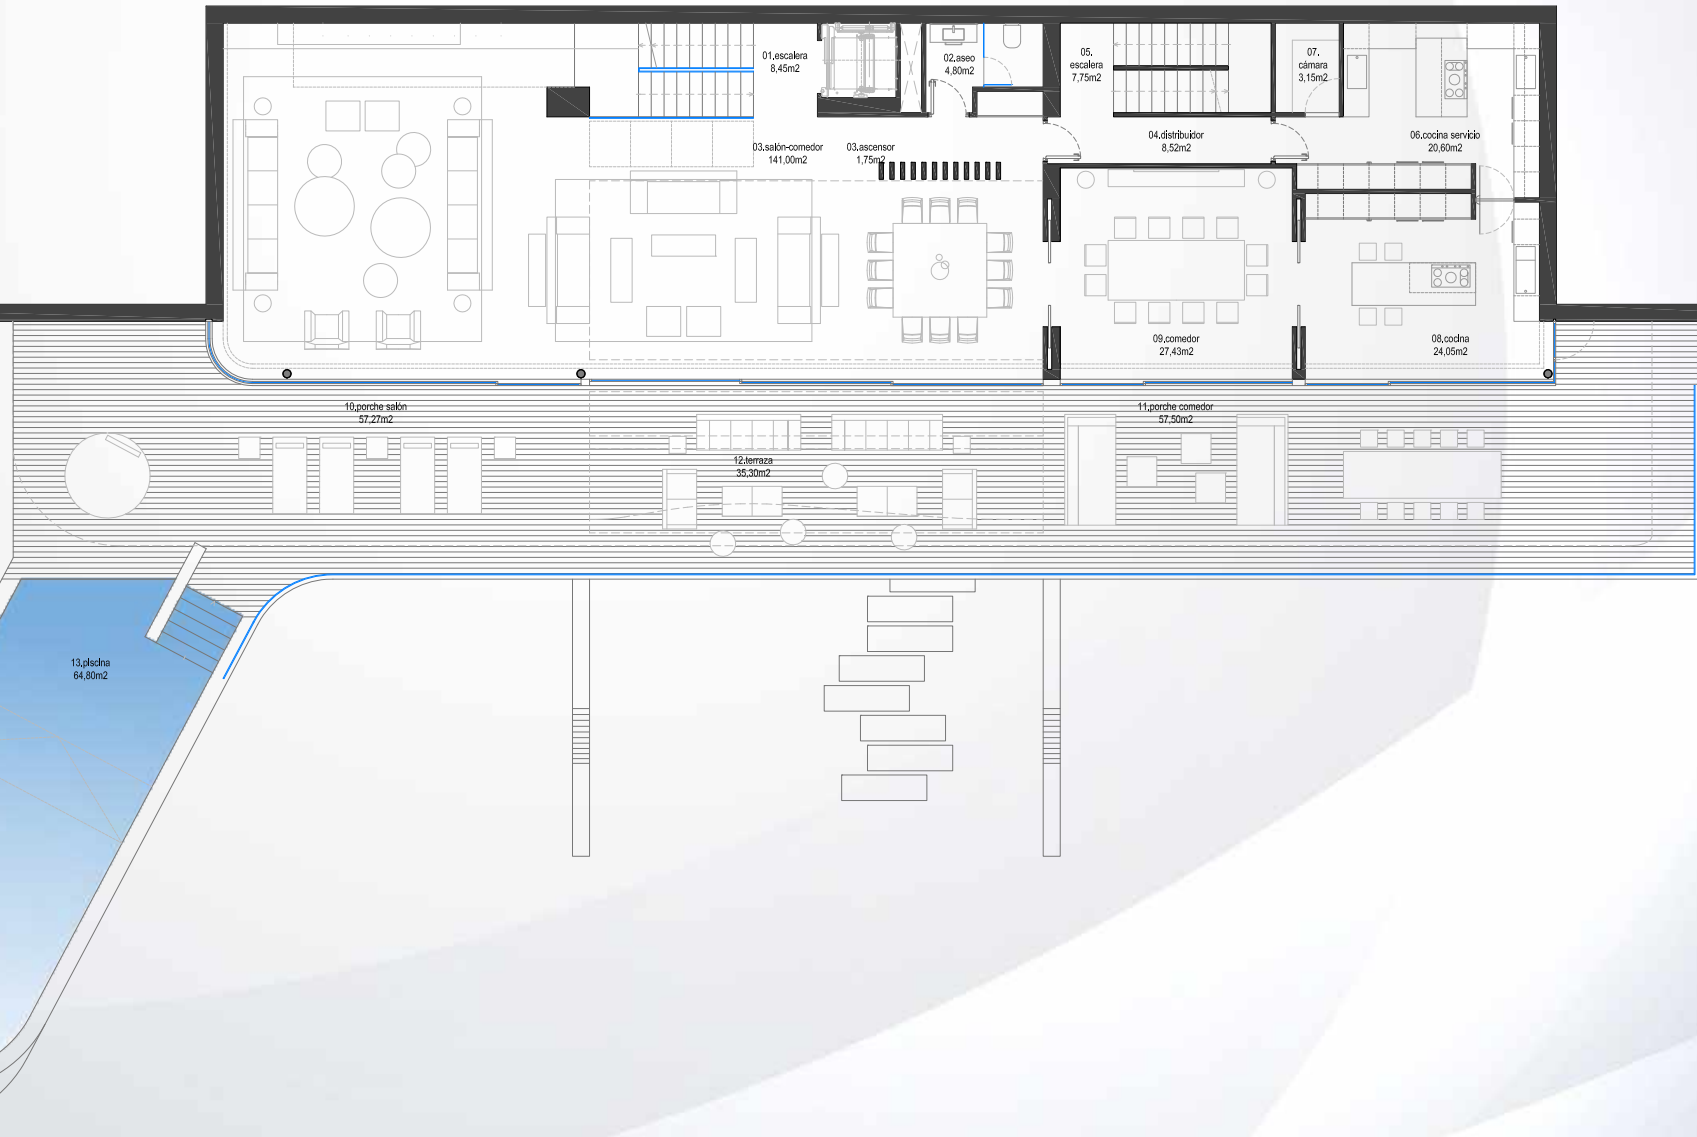 01.escalera
8,45m2
02.aseo
4,80m2
05.
escalera
7,75m2
07.
cámara
3,15m2
03.salón-comedor
141,00m2
03.ascensor
1,75m2
04.distribuidor
8,52m2
06.cocina servicio
20,60m2
09.comedor
27,43m2
08.cocina
24,05m2
10.porche salón
57,27m2
11.porche comedor
57,50m2
12.terraza
35,30m2
13.piscina
64,80m2